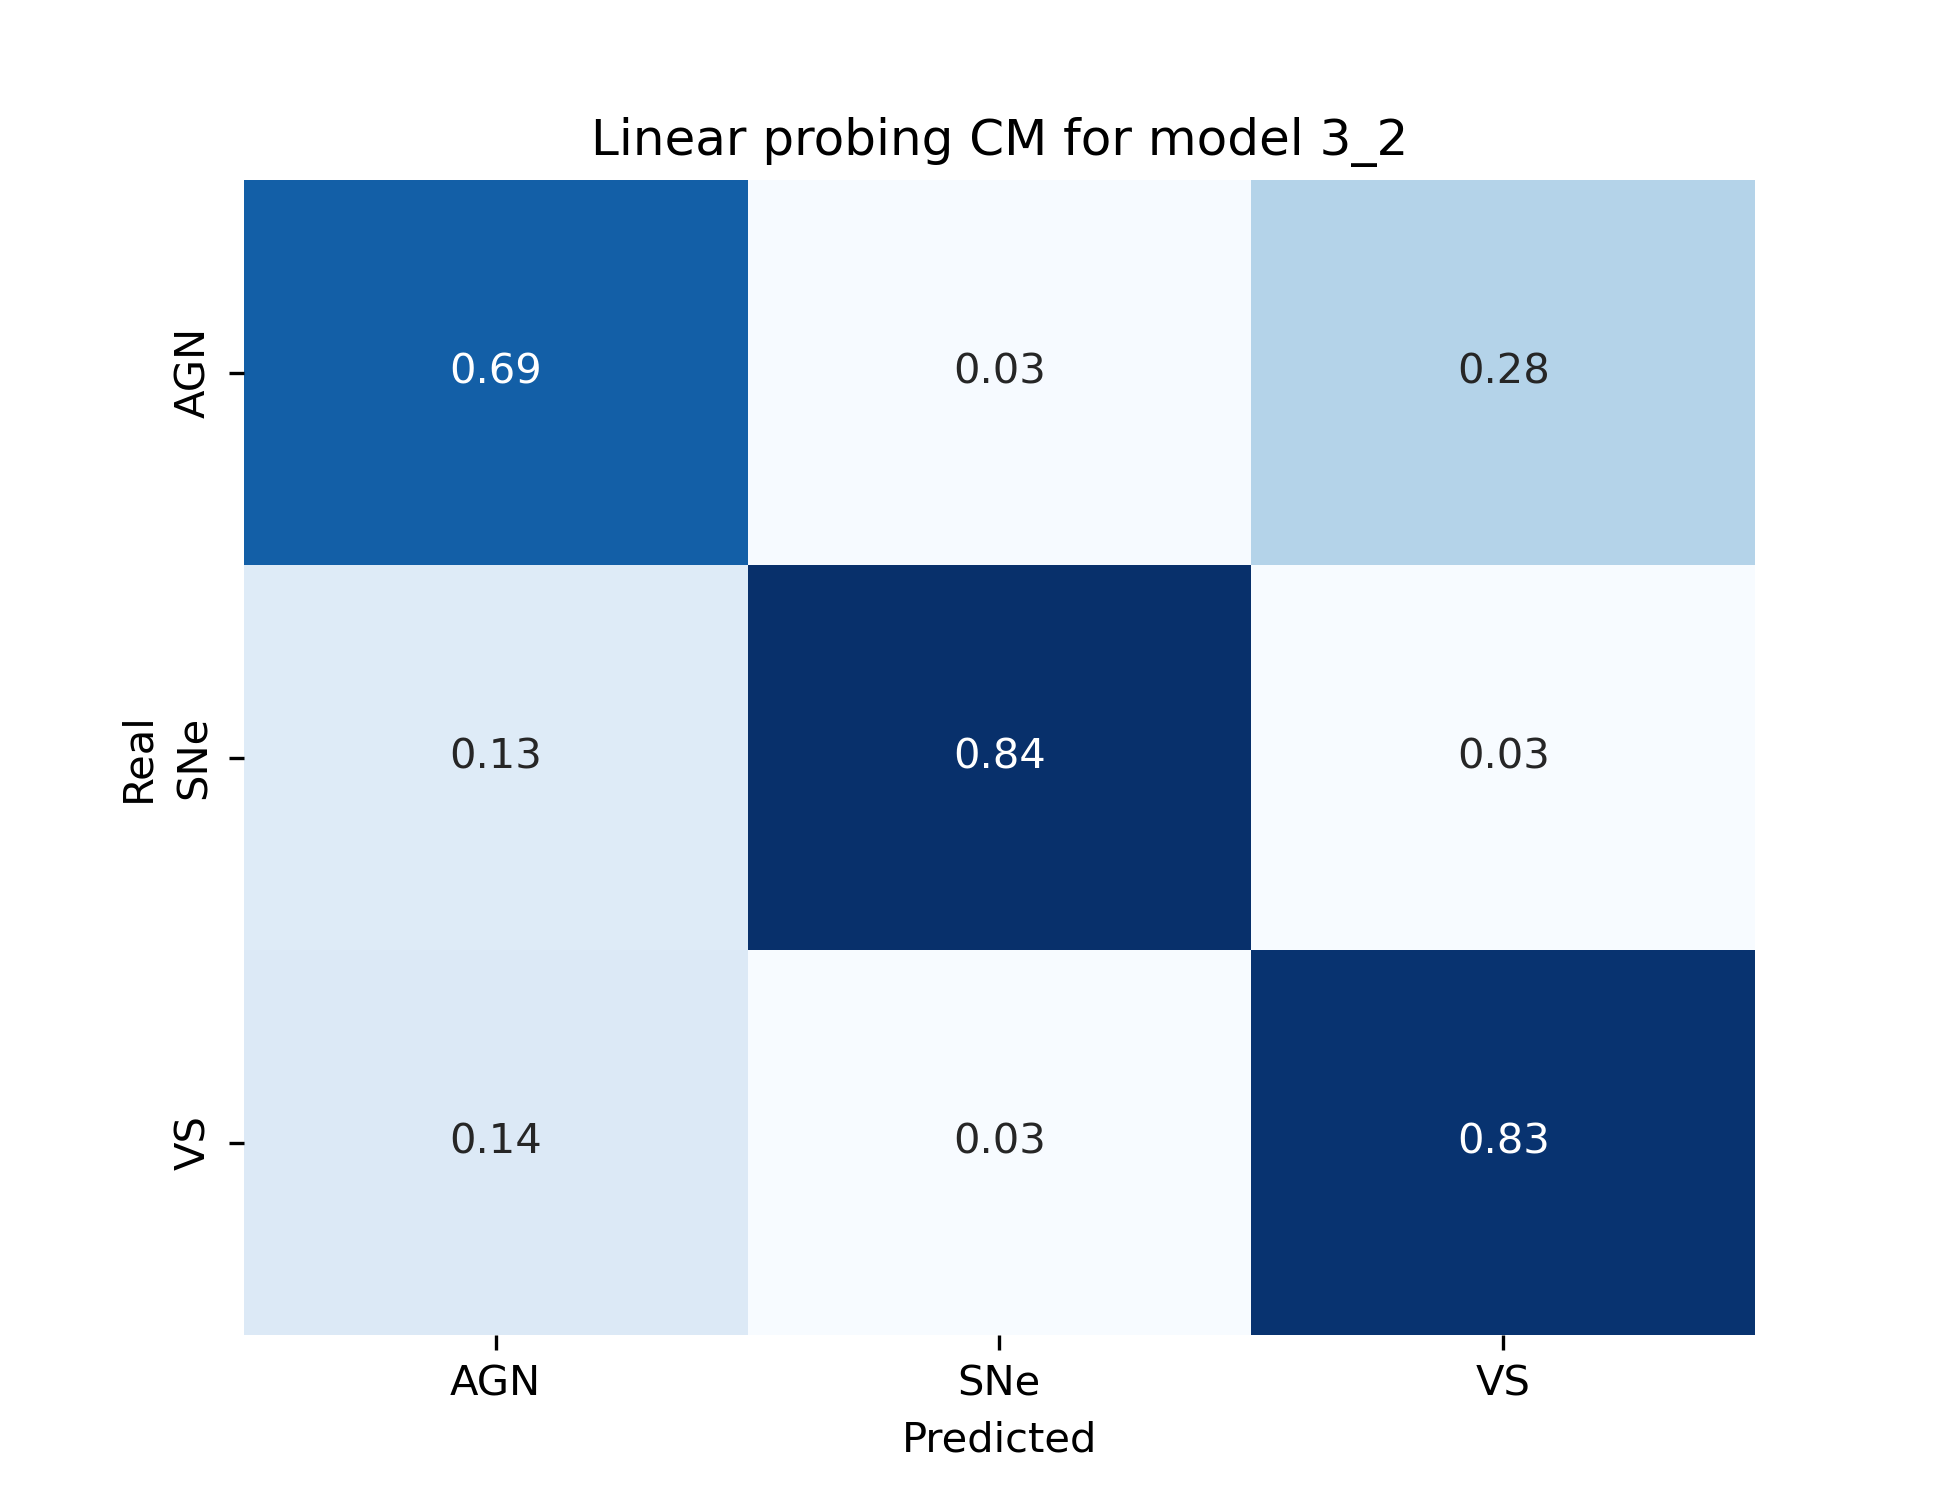 Linear probing CM for model 3_2
AGN
0.69
0.03
0.28
Real
SNe
0.13
0.84
0.03
VS
0.14
0.03
0.83
AGN
SNe
VS
Predicted